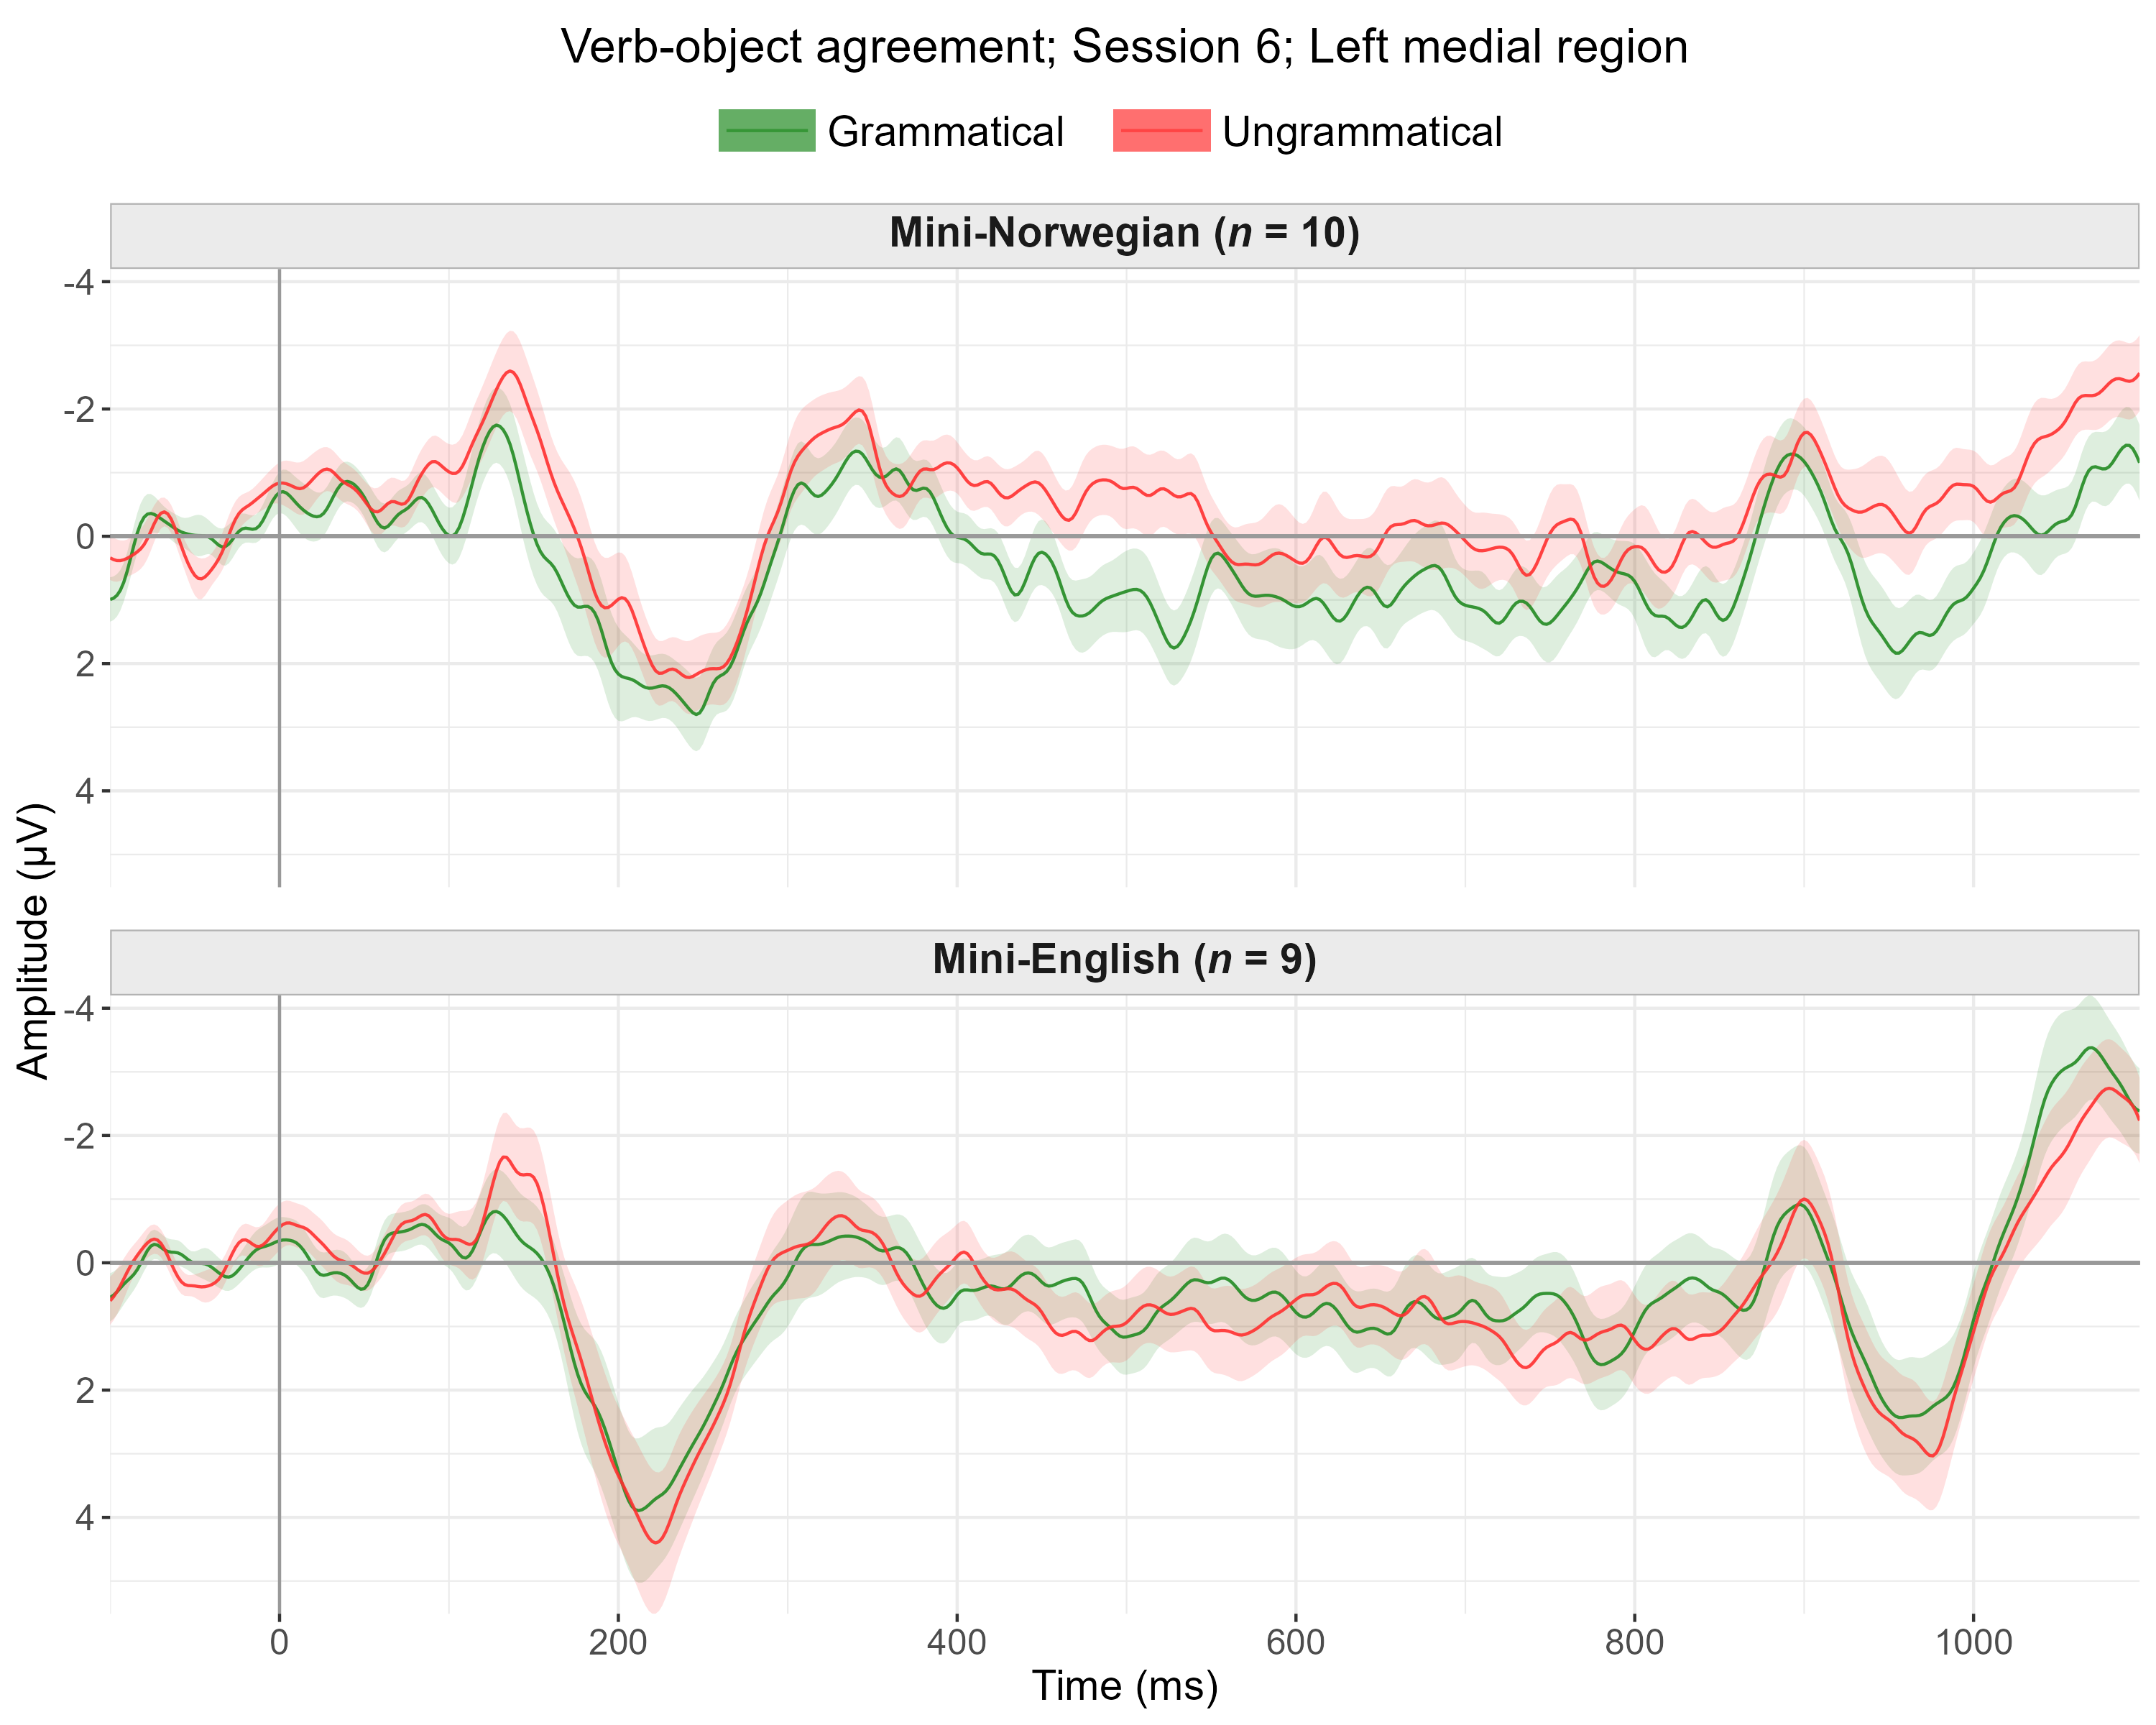 Verb-object agreement; Session 6; Left medial region
Grammatical Ungrammatical
Mini-Norwegian (n = 10)
-4
-2
0
2
4
Amplitude (µV)
Mini-English (n = 9)
-4
-2
0
2
4
0 200 400 600 800 1000
Time (ms)